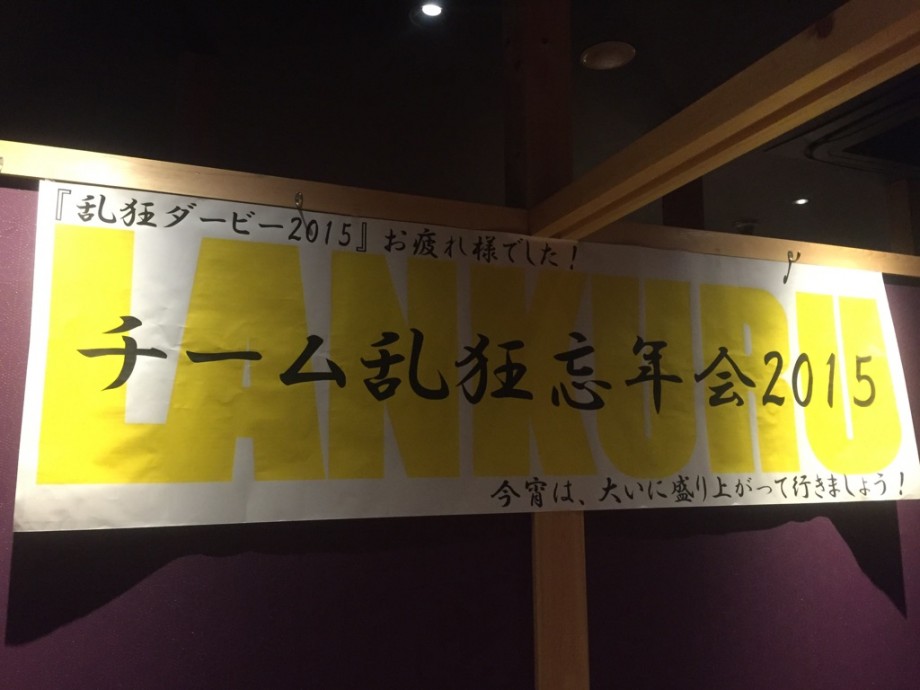 『乱狂ダービー2015』お疲れ様でした！
LANKURU
チーム乱狂忘年会2015
今宵は、大いに盛り上がって行きましょう！